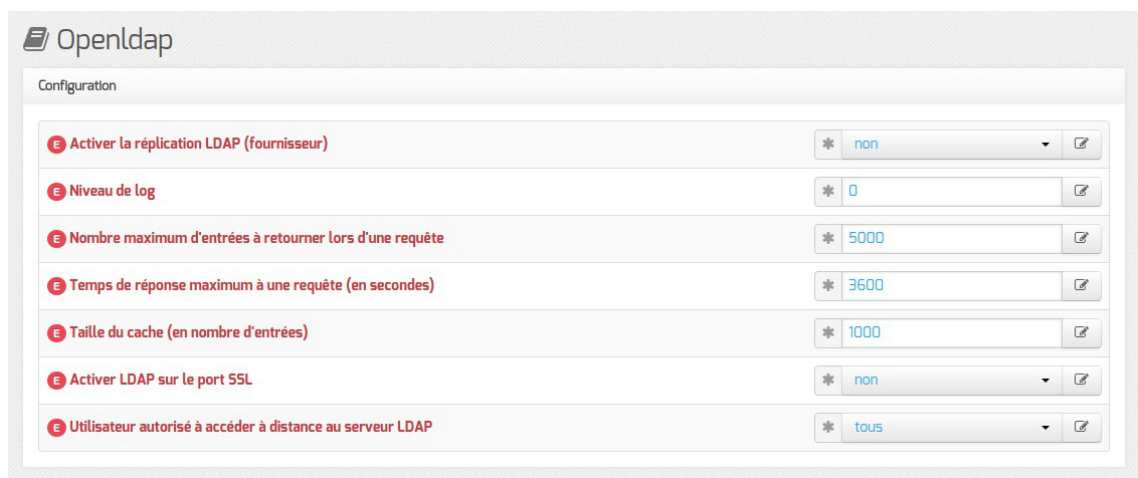 Openldap
Configuration
E Activer la réplication LDAP (fournisseur) non
E Niveau de log 0
E Nombre maximum d'entrées à retourner lors d'une requête 5000
E Temps de réponse maximum à une requête (en secondes) 3600
E Taille du cache (en nombre d'entrées) 1000
E Activer LDAP sur le port SSL non
E Utilisateur autorisé à accéder à distance au serveur LDAP tous